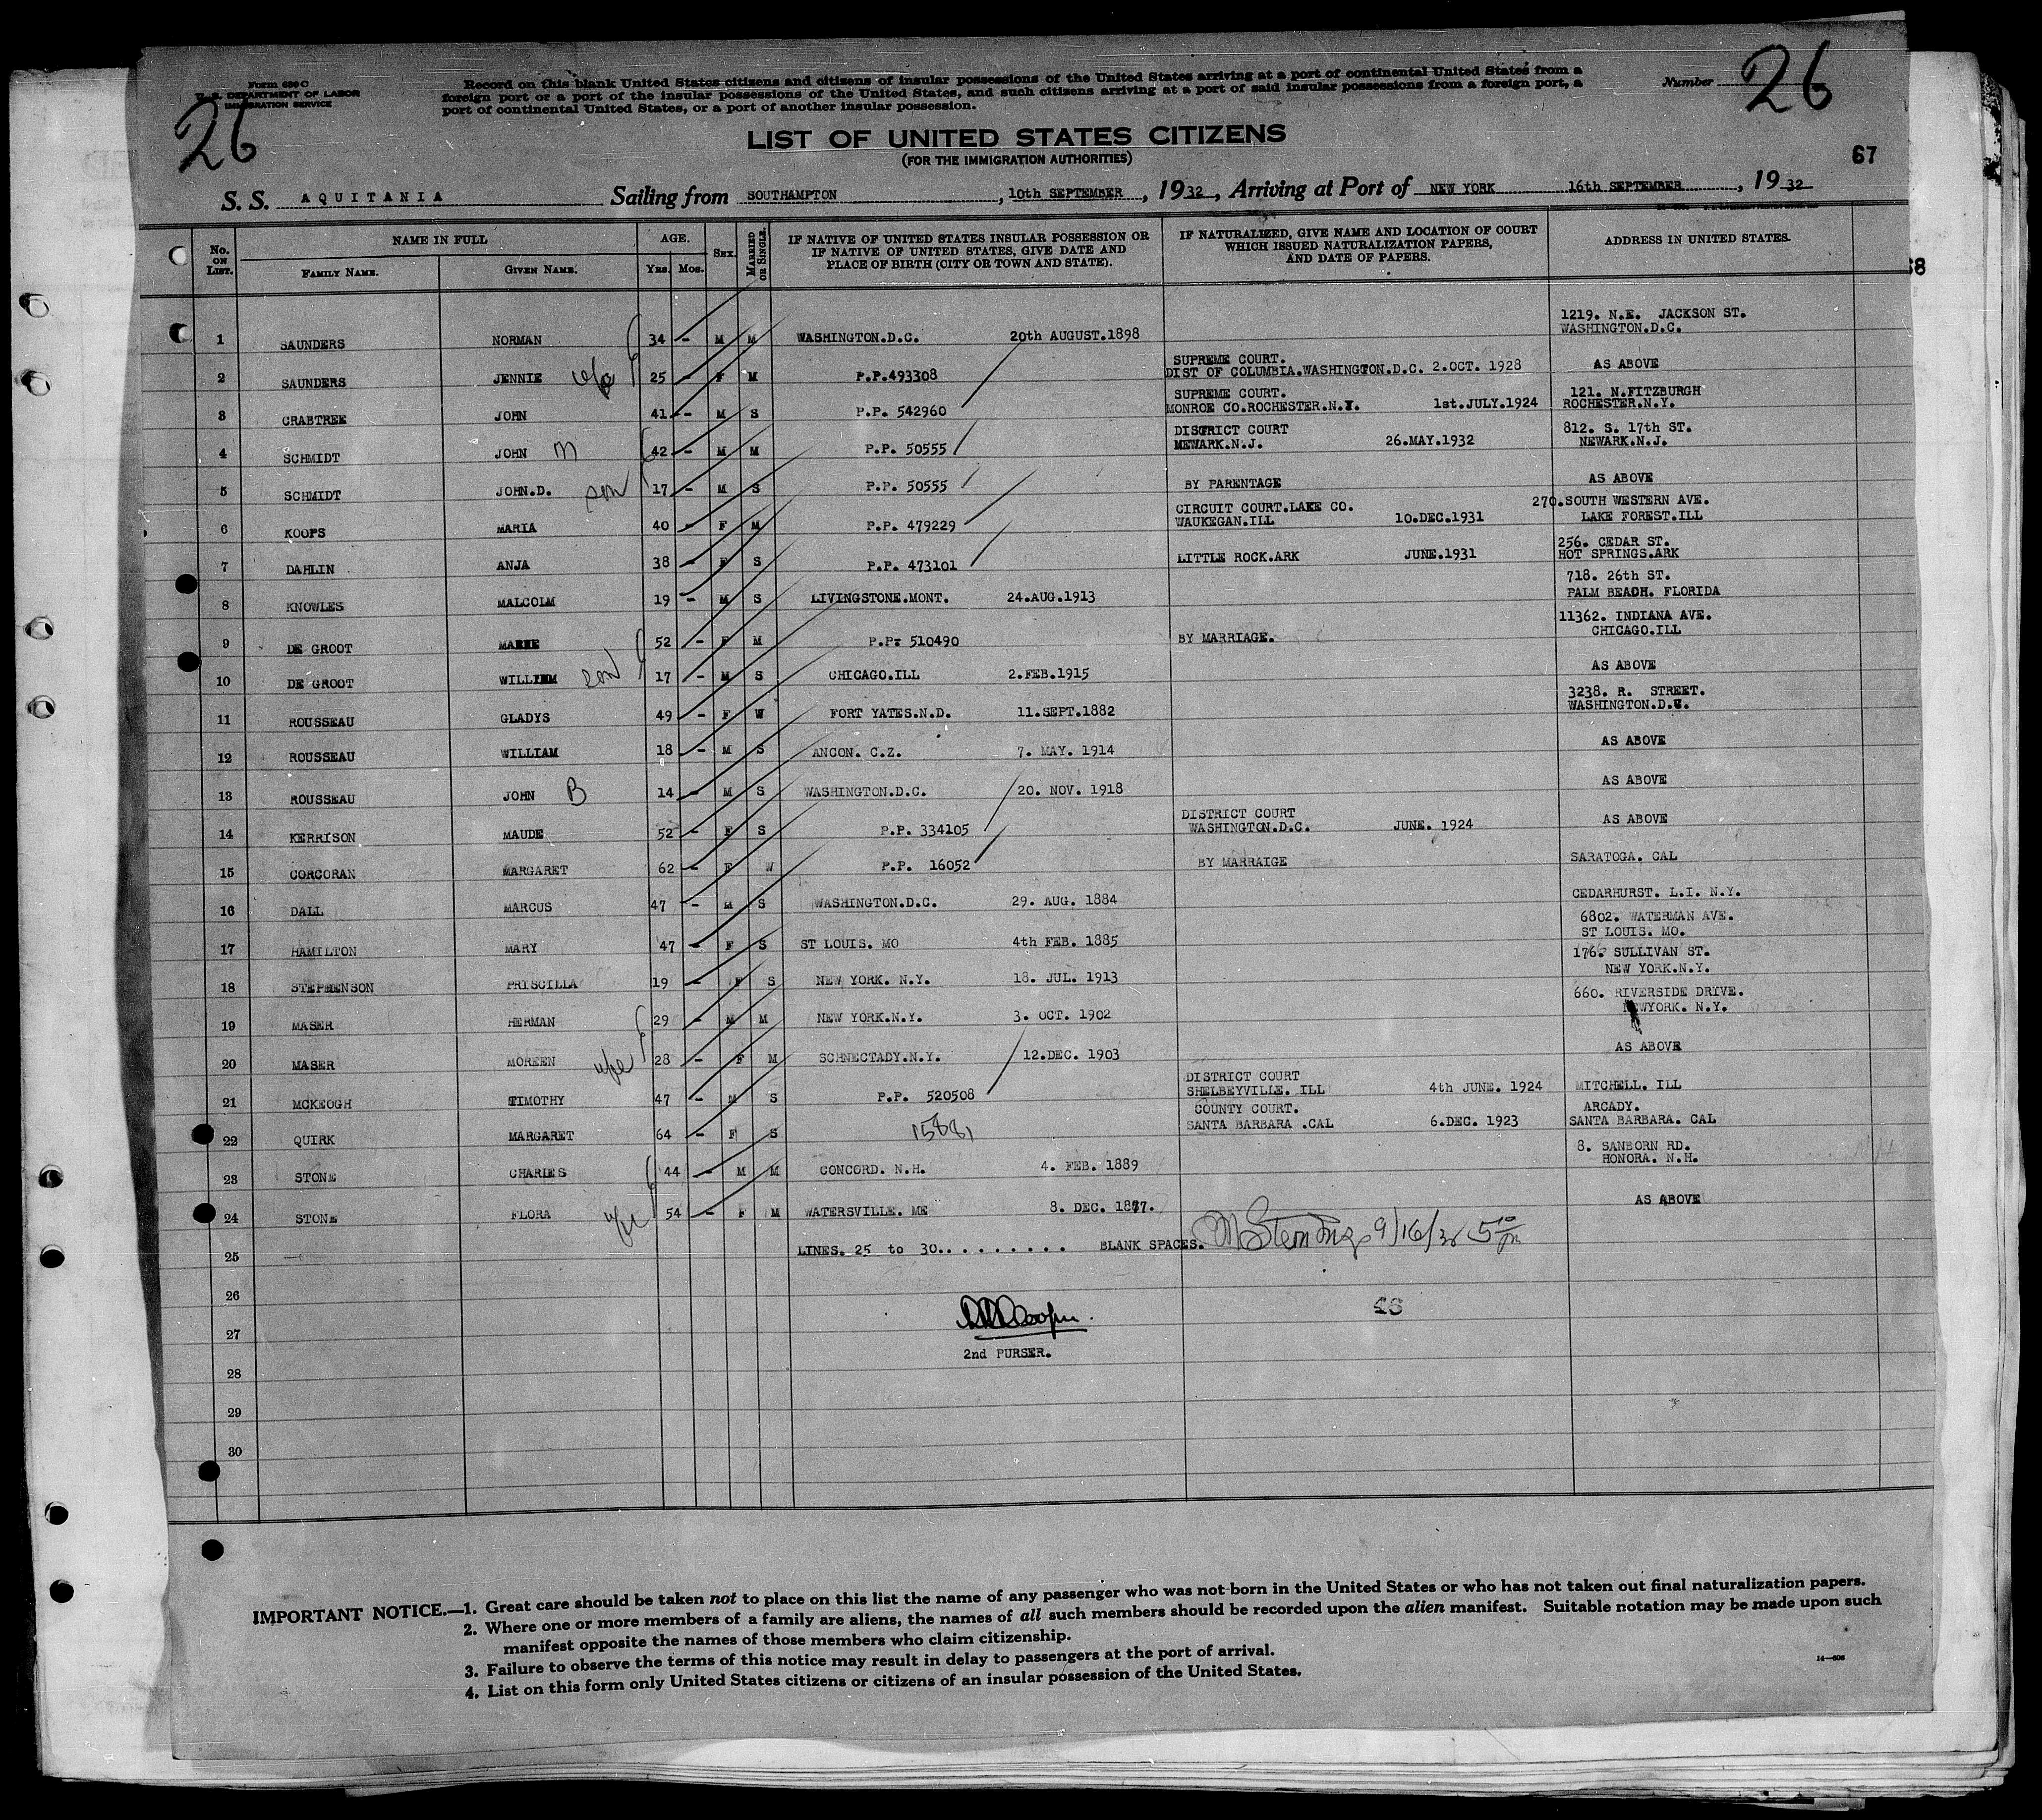 Form 630 C
U. S. DEPARTMENT OF LABOR
IMMIGRATION SERVICE
Record on this blank United States citizens and citizens of insular possessions of the United States arriving at a port of continental United States from a
foreign port or a port of the insular possessions of the United States, and such citizens arriving at a port of said insular possessions from a foreign port, a
port of continental United States, or a port of another insular possession.
Number 26
26
LIST OF UNITED STATES CITIZENS
(FOR THE IMMIGRATION AUTHORITIES)
67
S. S. AQUITANIA Sailing from SOUTHAMPTON, 10th SEPTEMBER, 1932, Arriving at Port of NEW YORK 16th SEPTEMBER, 1932
No. ON LIST. NAME IN FULL FAMILY NAME. GIVEN NAME. AGE. YRS. MOS. SEX. MARRIED OR SINGLE. IF NATIVE OF UNITED STATES INSULAR POSSESSION OR IF NATIVE OF UNITED STATES, GIVE DATE AND PLACE OF BIRTH (CITY OR TOWN AND STATE). IF NATURALIZED, GIVE NAME AND LOCATION OF COURT WHICH ISSUED NATURALIZATION PAPERS, AND DATE OF PAPERS. ADDRESS IN UNITED STATES.
68
1 SAUNDERS NORMAN 34 - M M WASHINGTON.D.C. 20th AUGUST.1898 1219. N.E. JACKSON ST. WASHINGTON.D.C.
2 SAUNDERS JENNIE wife 25 - F M P.P.493308 SUPREME COURT. DIST OF COLUMBIA.WASHINGTON.D.C. 2.OCT. 1928 AS ABOVE
3 CRABTREE JOHN 41 - M S P.P. 542960 SUPREME COURT. MONROE CO.ROCHESTER.N.Y. 1st.JULY.1924 121. N.FITZBURGH ROCHESTER.N.Y.
4 SCHMIDT JOHN M 42 - M M P.P. 50555 DISTRICT COURT NEWARK.N.J. 26.MAY.1932 812. S. 17th ST. NEWARK.N.J.
5 SCHMIDT JOHN.D. son 17 - M S P.P. 50555 BY PARENTAGE AS ABOVE
6 KOOPS MARIA 40 - F M P.P. 479229 CIRCUIT COURT.LAKE CO. WAUKEGAN.ILL 10.DEC.1931 270.SOUTH WESTERN AVE. LAKE FOREST.ILL
7 DAHLIN ANJA 38 - F S P.P. 473101 LITTLE ROCK.ARK JUNE.1931 256. CEDAR ST. HOT SPRINGS.ARK
8 KNOWLES MALCOLM 19 - M S LIVINGSTONE.MONT. 24.AUG.1913 718. 26th ST. PALM BEACH. FLORIDA
9 DE GROOT MARIE 52 - F M P.P. 510490 BY MARRIAGE. 11362. INDIANA AVE. CHICAGO.ILL
10 DE GROOT WILLIEM son 17 - M S CHICAGO.ILL 2.FEB.1915 AS ABOVE
11 ROUSSEAU GLADYS 49 - F W FORT YATES.N.D. 11.SEPT.1882 3238. R. STREET. WASHINGTON.D.C.
12 ROUSSEAU WILLIAM 18 - M S ANCON. C.Z. 7. MAY. 1914 AS ABOVE
13 ROUSSEAU JOHN B 14 - M S WASHINGTON.D.C. 20. NOV. 1918 AS ABOVE
14 KERRISON MAUDE 52 - F S P.P. 334105 DISTRICT COURT WASHINGTON.D.C. JUNE. 1924 AS ABOVE
15 CORCORAN MARGARET 62 - F W P.P. 16052 BY MARRAIGE SARATOGA. CAL
16 DALL MARCUS 47 - M S WASHINGTON.D.C. 29. AUG. 1884 CEDARHURST. L.I. N.Y.
17 HAMILTON MARY 47 - F S ST LOUIS. MO 4th FEB. 1885 6802. WATERMAN AVE. ST LOUIS. MO.
18 STEPHENSON PRISCILLA 19 - F S NEW YORK. N.Y. 18. JUL. 1913 176. SULLIVAN ST. NEW YORK.N.Y.
19 MASER HERMAN 29 - M M NEW YORK.N.Y. 3. OCT. 1902 660. RIVERSIDE DRYVE. NEWYORK. N.Y.
20 MASER MOREEN wife 28 - F M SCHNECTADY.N.Y. 12.DEC. 1903 AS ABOVE
21 MCKEOGH TIMOTHY 47 - M S P.P. 520508 DISTRICT COURT SHELBEYVILLE. ILL 4th JUNE. 1924 MITCHELL. ILL
22 QUIRK MARGARET 64 - F S 15881 COUNTY COURT. SANTA BARBARA .CAL 6.DEC. 1923 ARCADY. SANTA BARBARA. CAL
23 STONE CHARLES 44 - M M CONCORD. N.H. 4. FEB. 1889 8. SANBORN RD. HONORA. N.H.
24 STONE FLORA wife 54 - F M WATERSVILLE. ME 8. DEC. 1877. AS ABOVE
25 LINES. 25 to 30.......... BLANK SPACES. 9/16/32 5 pm
26
27
2nd PURSER.
28
29
30
IMPORTANT NOTICE.—1. Great care should be taken not to place on this list the name of any passenger who was not born in the United States or who has not taken out final naturalization papers.
2. Where one or more members of a family are aliens, the names of all such members should be recorded upon the alien manifest. Suitable notation may be made upon such
manifest opposite the names of those members who claim citizenship.
3. Failure to observe the terms of this notice may result in delay to passengers at the port of arrival.
4. List on this form only United States citizens or citizens of an insular possession of the United States.